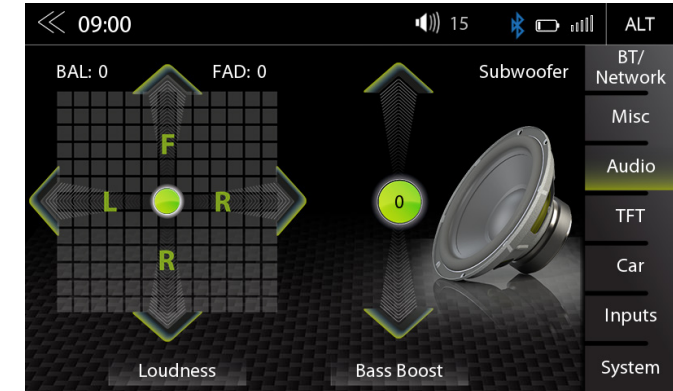 09:00
15
ALT
BAL: 0
FAD: 0
Subwoofer
F
L
R
R
0
Loudness
Bass Boost
BT/
Network
Misc
Audio
TFT
Car
Inputs
System